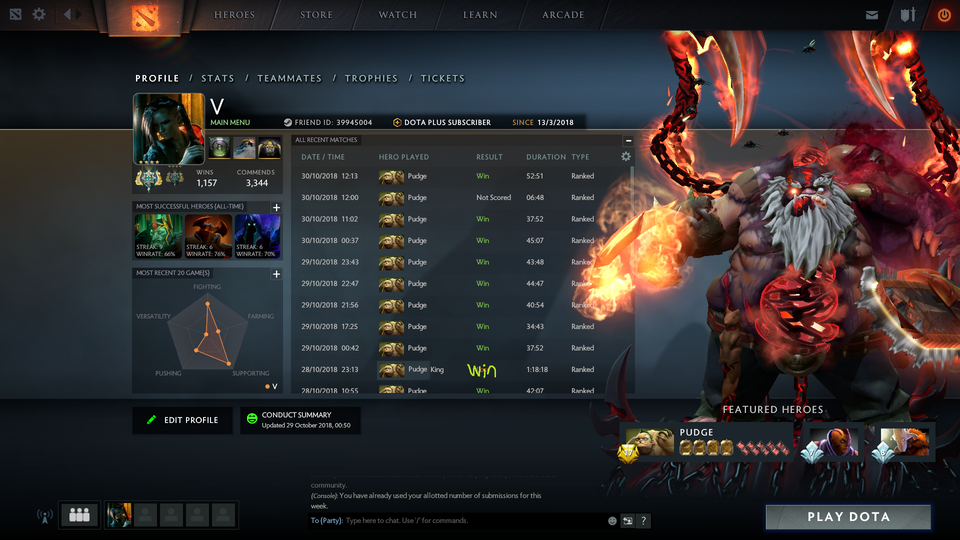 HEROES STORE WATCH LEARN ARCADE
PROFILE / STATS / TEAMMATES / TROPHIES / TICKETS
V
MAIN MENU FRIEND ID: 39945004 DOTA PLUS SUBSCRIBER SINCE 13/3/2018
WINS COMMENDS
1,157 3,344
MOST SUCCESSFUL HEROES (ALL-TIME)
STREAK: 9 STREAK: 6 STREAK: 6
WINRATE: 66% WINRATE: 76% WINRATE: 70%
MOST RECENT 20 GAME(S)
FIGHTING
VERSATILITY FARMING
PUSHING SUPPORTING
V
ALL RECENT MATCHES
DATE / TIME HERO PLAYED RESULT DURATION TYPE
30/10/2018 12:13 Pudge Win 52:51 Ranked
30/10/2018 12:00 Pudge Not Scored 06:48 Ranked
30/10/2018 11:02 Pudge Win 37:52 Ranked
30/10/2018 00:37 Pudge Win 45:07 Ranked
29/10/2018 23:43 Pudge Win 43:48 Ranked
29/10/2018 22:47 Pudge Win 44:47 Ranked
29/10/2018 21:56 Pudge Win 40:54 Ranked
29/10/2018 17:25 Pudge Win 34:43 Ranked
29/10/2018 00:42 Pudge Win 37:52 Ranked
28/10/2018 23:13 Pudge King Win 1:18:18 Ranked
28/10/2018 10:55 Pudge Win 42:07 Ranked
EDIT PROFILE
CONDUCT SUMMARY
Updated 29 October 2018, 00:50
FEATURED HEROES
PUDGE
community.
(Console): You have already used your allotted number of submissions for this
week.
To (Party): Type here to chat. Use '/' for commands.
?
PLAY DOTA